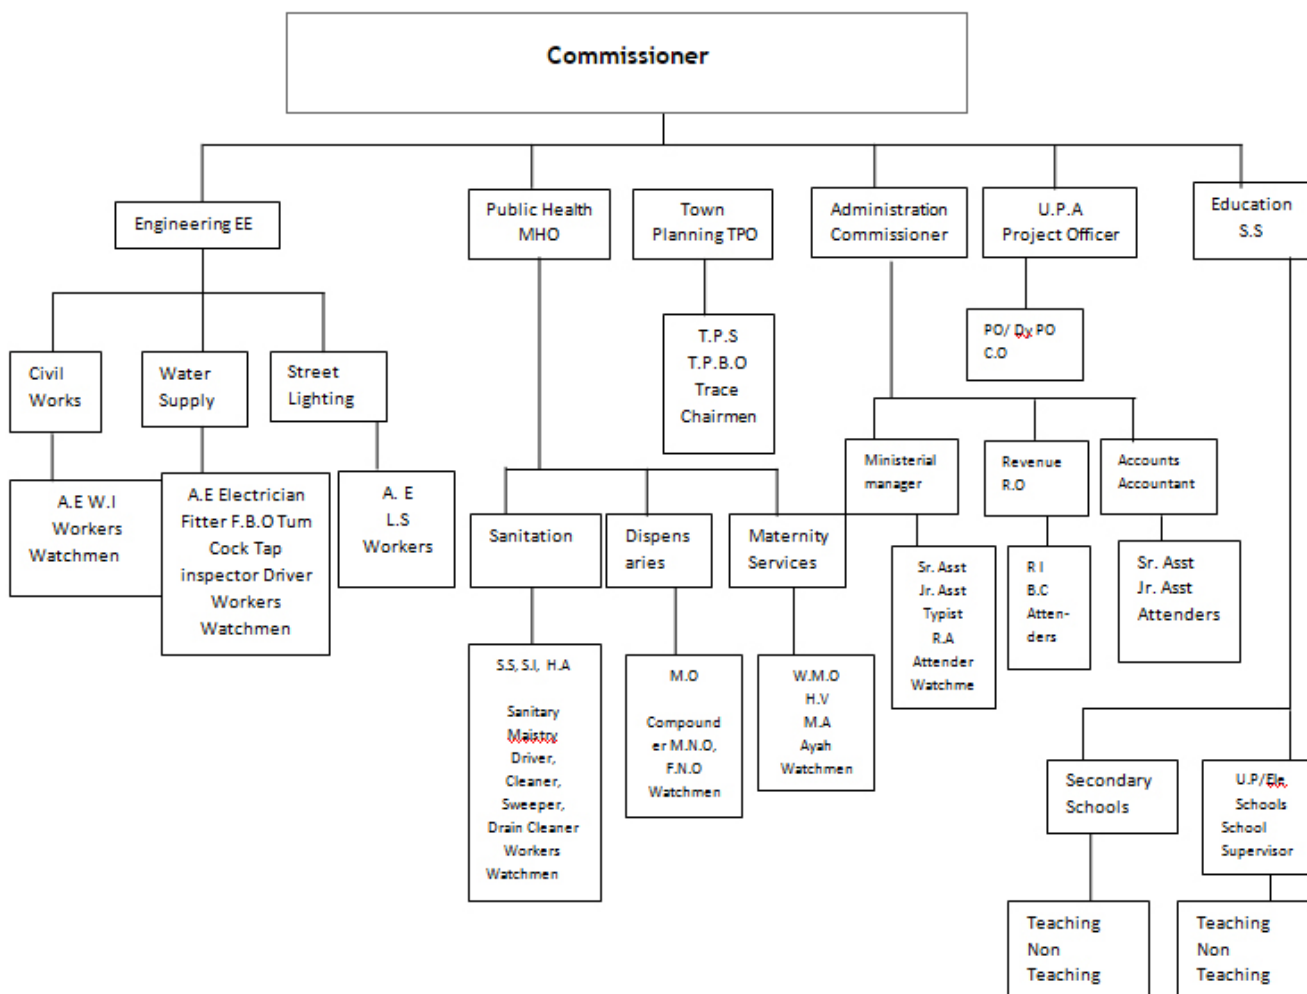 Commissioner
Engineering EE
Public Health
MHO
Town
Planning TPO
Administration
Commissioner
U.P.A
Project Officer
Education
S.S
Civil
Works
Water
Supply
Street
Lighting
T.P.S
T.P.B.O
Trace
Chairmen
PO/ Dy PO
C.O
A.E W.I
Workers
Watchmen
A.E Electrician
Fitter F.B.O Tum
Cock Tap
inspector Driver
Workers
Watchmen
A. E
L.S
Workers
Sanitation
Dispens
aries
Maternity
Services
Ministerial
manager
Revenue
R.O
Accounts
Accountant
S.S, S.I, H.A
Sanitary
Maistry
Driver,
Cleaner,
Sweeper,
Drain Cleaner
Workers
Watchmen
M.O
Compound
er M.N.O,
F.N.O
Watchmen
W.M.O
H.V
M.A
Ayah
Watchmen
Sr. Asst
Jr. Asst
Typist
R.A
Attender
Watchme
R I
B.C
Atten-
ders
Sr. Asst
Jr. Asst
Attenders
Secondary
Schools
U.P/Ele,
Schools
School
Supervisor
Teaching
Non
Teaching
Teaching
Non
Teaching